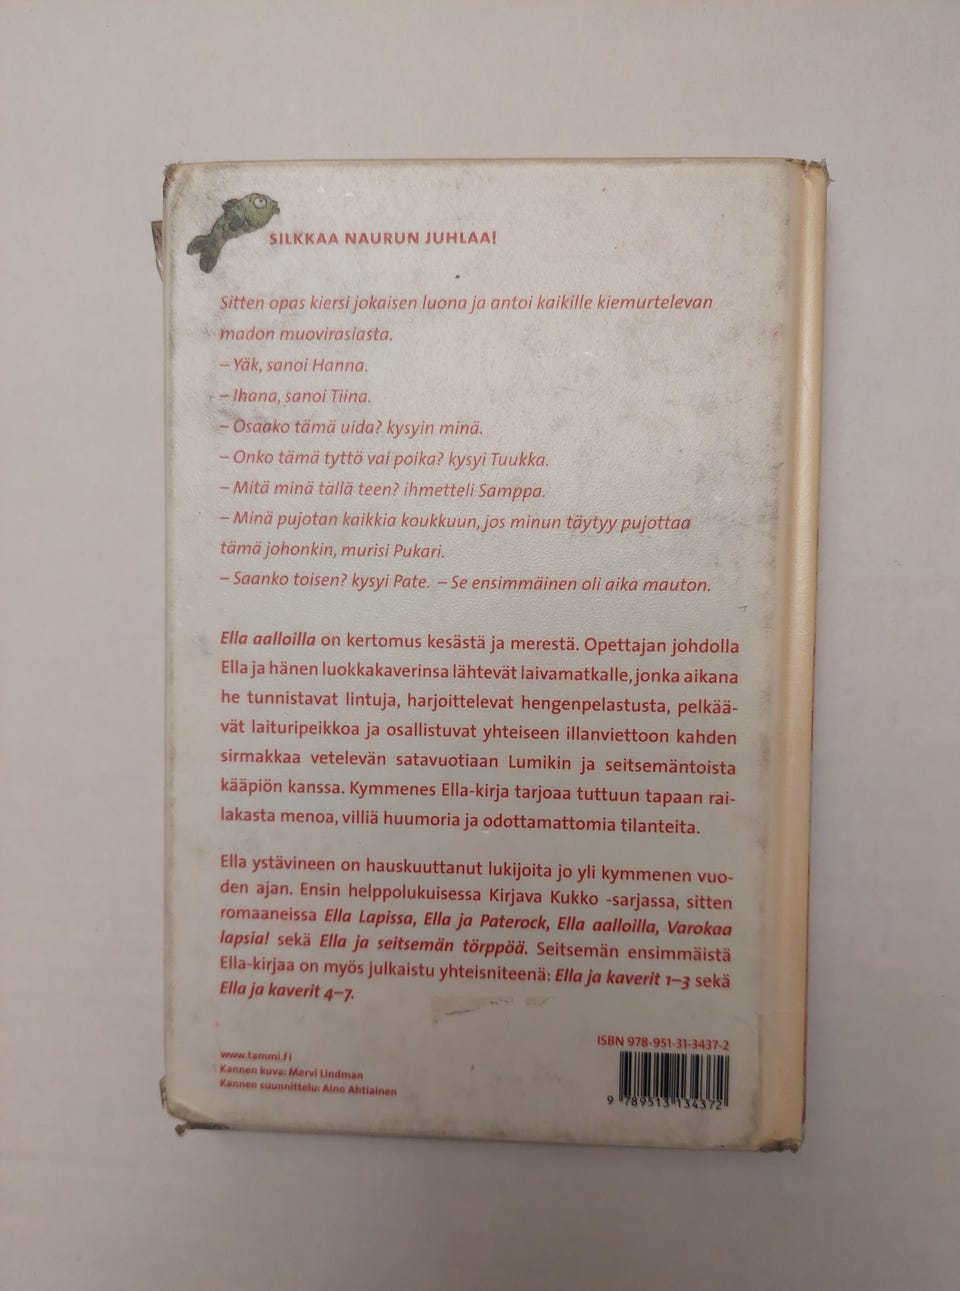 SILKKAA NAURUN JUHLAA!
Sitten opas kiersi jokaisen luona ja antoi kaikille kiemurtelevan
madon muovirasiasta.
– Yäk, sanoi Hanna.
– Ihana, sanoi Tiina.
– Osaako tämä uida? kysyin minä.
– Onko tämä tyttö vai poika? kysyi Tuukka.
– Mitä minä tällä teen? ihmetteli Samppa.
– Minä pujotan kaikkia koukkuun, jos minun täytyy pujottaa
tämä johonkin, murisi Pukari.
– Saanko toisen? kysyi Pate. – Se ensimmäinen oli aika mauton.
Ella aalloilla on kertomus kesästä ja merestä. Opettajan johdolla
Ella ja hänen luokkakaverinsa lähtevät laivamatkalle, jonka aikana
he tunnistavat lintuja, harjoittelevat hengenpelastusta, pelkää-
vät laituripeikkoa ja osallistuvat yhteiseen illanviettoon kahden
sirmakkaa vetelevän satavuotiaan Lumikin ja seitsemäntoista
kääpiön kanssa. Kymmenes Ella-kirja tarjoaa tuttuun tapaan rai-
lakasta menoa, villiä huumoria ja odottamattomia tilanteita.
Ella ystävineen on hauskuuttanut lukijoita jo yli kymmenen vuo-
den ajan. Ensin helppolukuisessa Kirjava Kukko -sarjassa, sitten
romaaneissa Ella Lapissa, Ella ja Paterock, Ella aalloilla, Varokaa
lapsia! sekä Ella ja seitsemän törppöä. Seitsemän ensimmäistä
Ella-kirjaa on myös julkaistu yhteisniteenä: Ella ja kaverit 1–3 sekä
Ella ja kaverit 4–7.
www.tammi.fi
Kannen kuva: Mervi Lindman
Kannen suunnittelu: Aino Ahtiainen
ISBN 978-951-31-3437-2
9 789513 134372